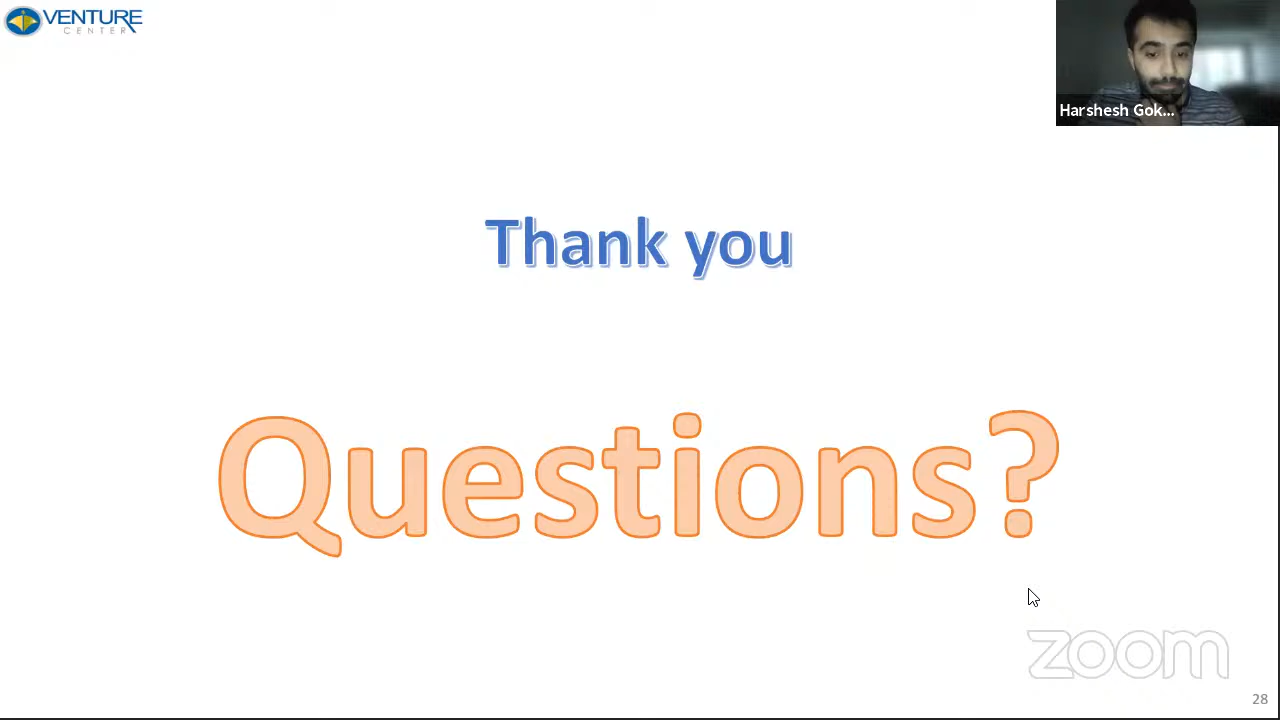 VENTURE
CENTER
Harshesh Gok...
Thank you
Questions?
zoom
28